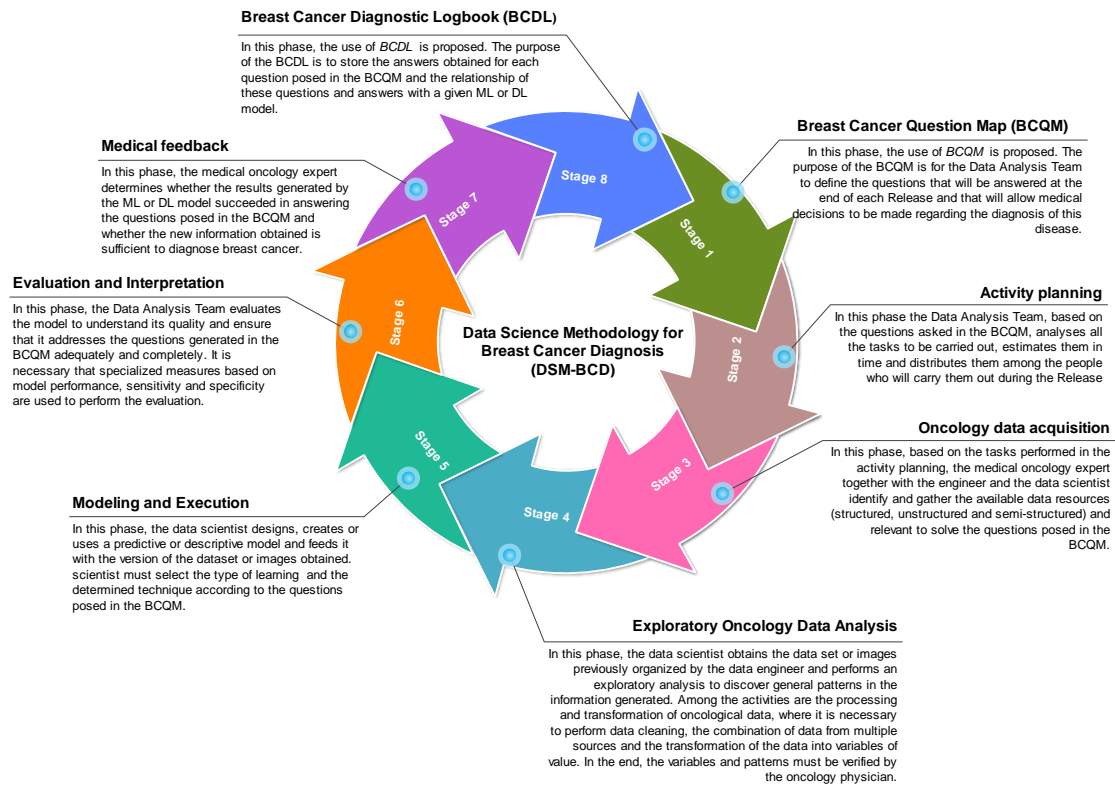 Breast Cancer Diagnostic Logbook (BCDL)
In this phase, the use of BCDL is proposed. The purpose
of the BCDL is to store the answers obtained for each
question posed in the BCQM and the relationship of
these questions and answers with a given ML or DL
model.
Breast Cancer Question Map (BCQM)
In this phase, the use of BCQM is proposed. The
purpose of the BCQM is for the Data Analysis Team
to define the questions that will be answered at the
end of each Release and that will allow medical
decisions to be made regarding the diagnosis of this
disease.
Activity planning
In this phase the Data Analysis Team, based on
the questions asked in the BCQM, analyses all
the tasks to be carried out, estimates them in
time and distributes them among the people
who will carry them out during the Release
Oncology data acquisition
In this phase, based on the tasks performed in the
activity planning, the medical oncology expert
together with the engineer and the data scientist
identify and gather the available data resources
(structured, unstructured and semi-structured) and
relevant to solve the questions posed in the
BCQM.
Exploratory Oncology Data Analysis
In this phase, the data scientist obtains the data set or images
previously organized by the data engineer and performs an
exploratory analysis to discover general patterns in the
information generated. Among the activities are the processing
and transformation of oncological data, where it is necessary
to perform data cleaning, the combination of data from multiple
sources and the transformation of the data into variables of
value. In the end, the variables and patterns must be verified by
the oncology physician.
Modeling and Execution
In this phase, the data scientist designs, creates or
uses a predictive or descriptive model and feeds it
with the version of the dataset or images obtained.
scientist must select the type of learning and the
determined technique according to the questions
posed in the BCQM.
Evaluation and Interpretation
In this phase, the Data Analysis Team evaluates
the model to understand its quality and ensure
that it addresses the questions generated in the
BCQM adequately and completely. It is
necessary that specialized measures based on
model performance, sensitivity and specificity
are used to perform the evaluation.
Medical feedback
In this phase, the medical oncology expert
determines whether the results generated by
the ML or DL model succeeded in answering
the questions posed in the BCQM and
whether the new information obtained is
sufficient to diagnose breast cancer.
Stage 1
Stage 2
Stage 3
Stage 4
Stage 5
Stage 6
Stage 7
Stage 8
Data Science Methodology for
Breast Cancer Diagnosis
(DSM-BCD)